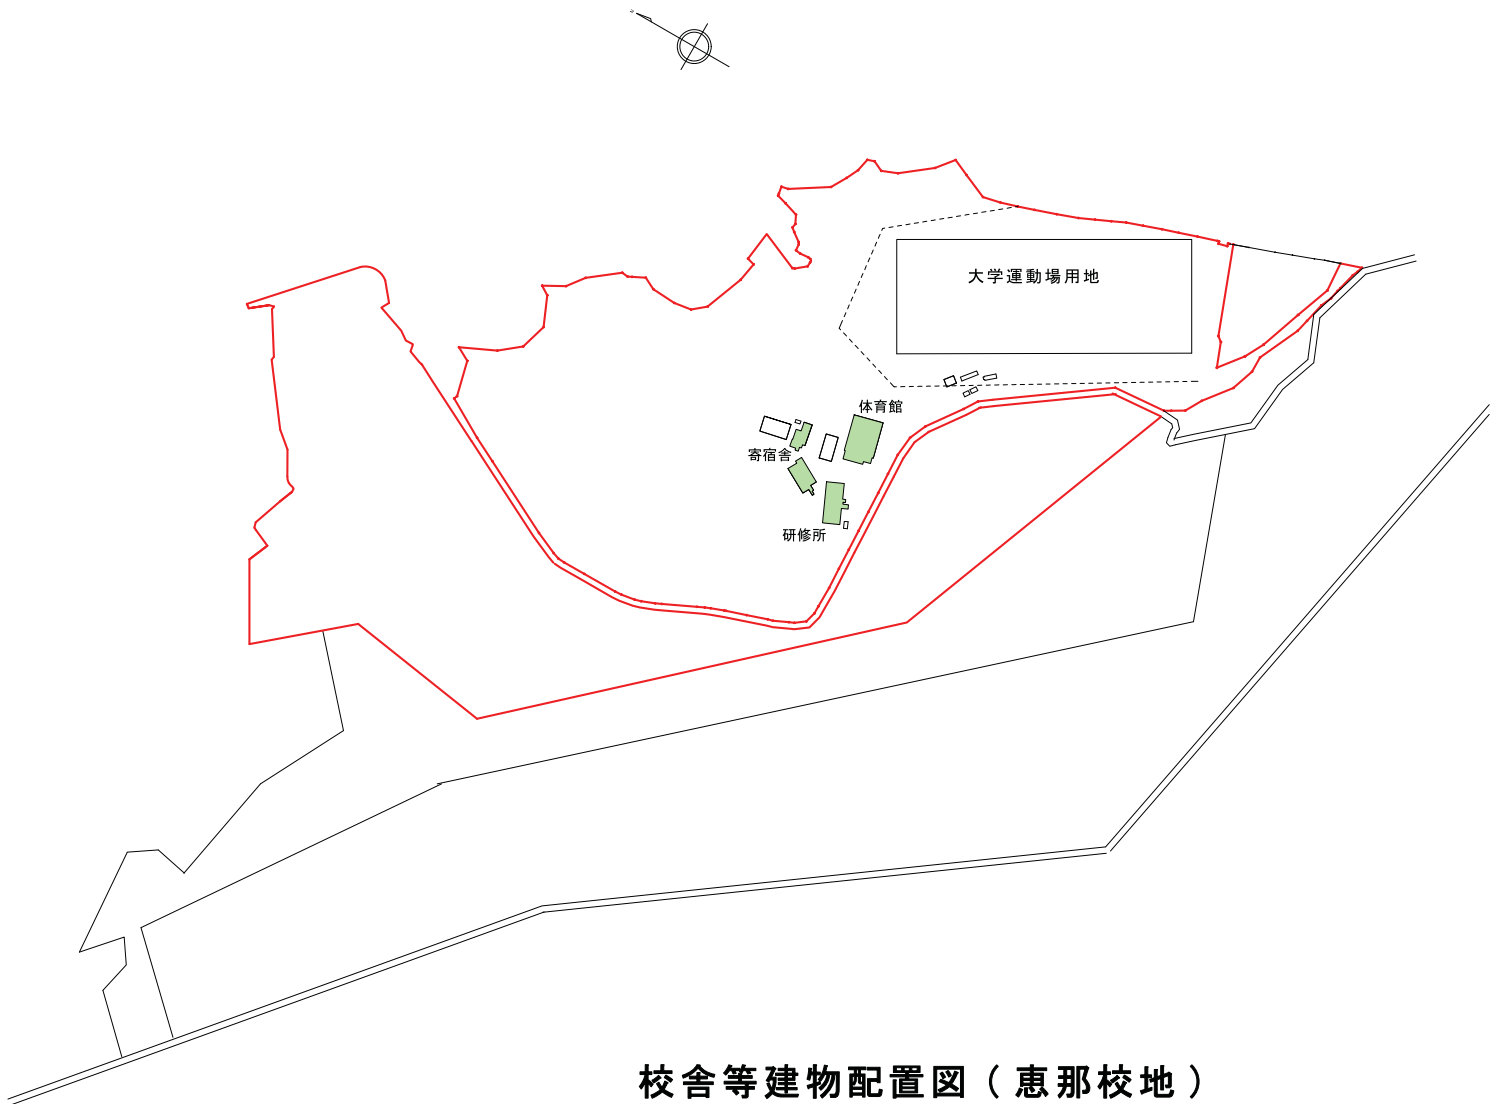 大学運動場用地
体育館
寄宿舎
研修所
校舎等建物配置図（恵那校地）